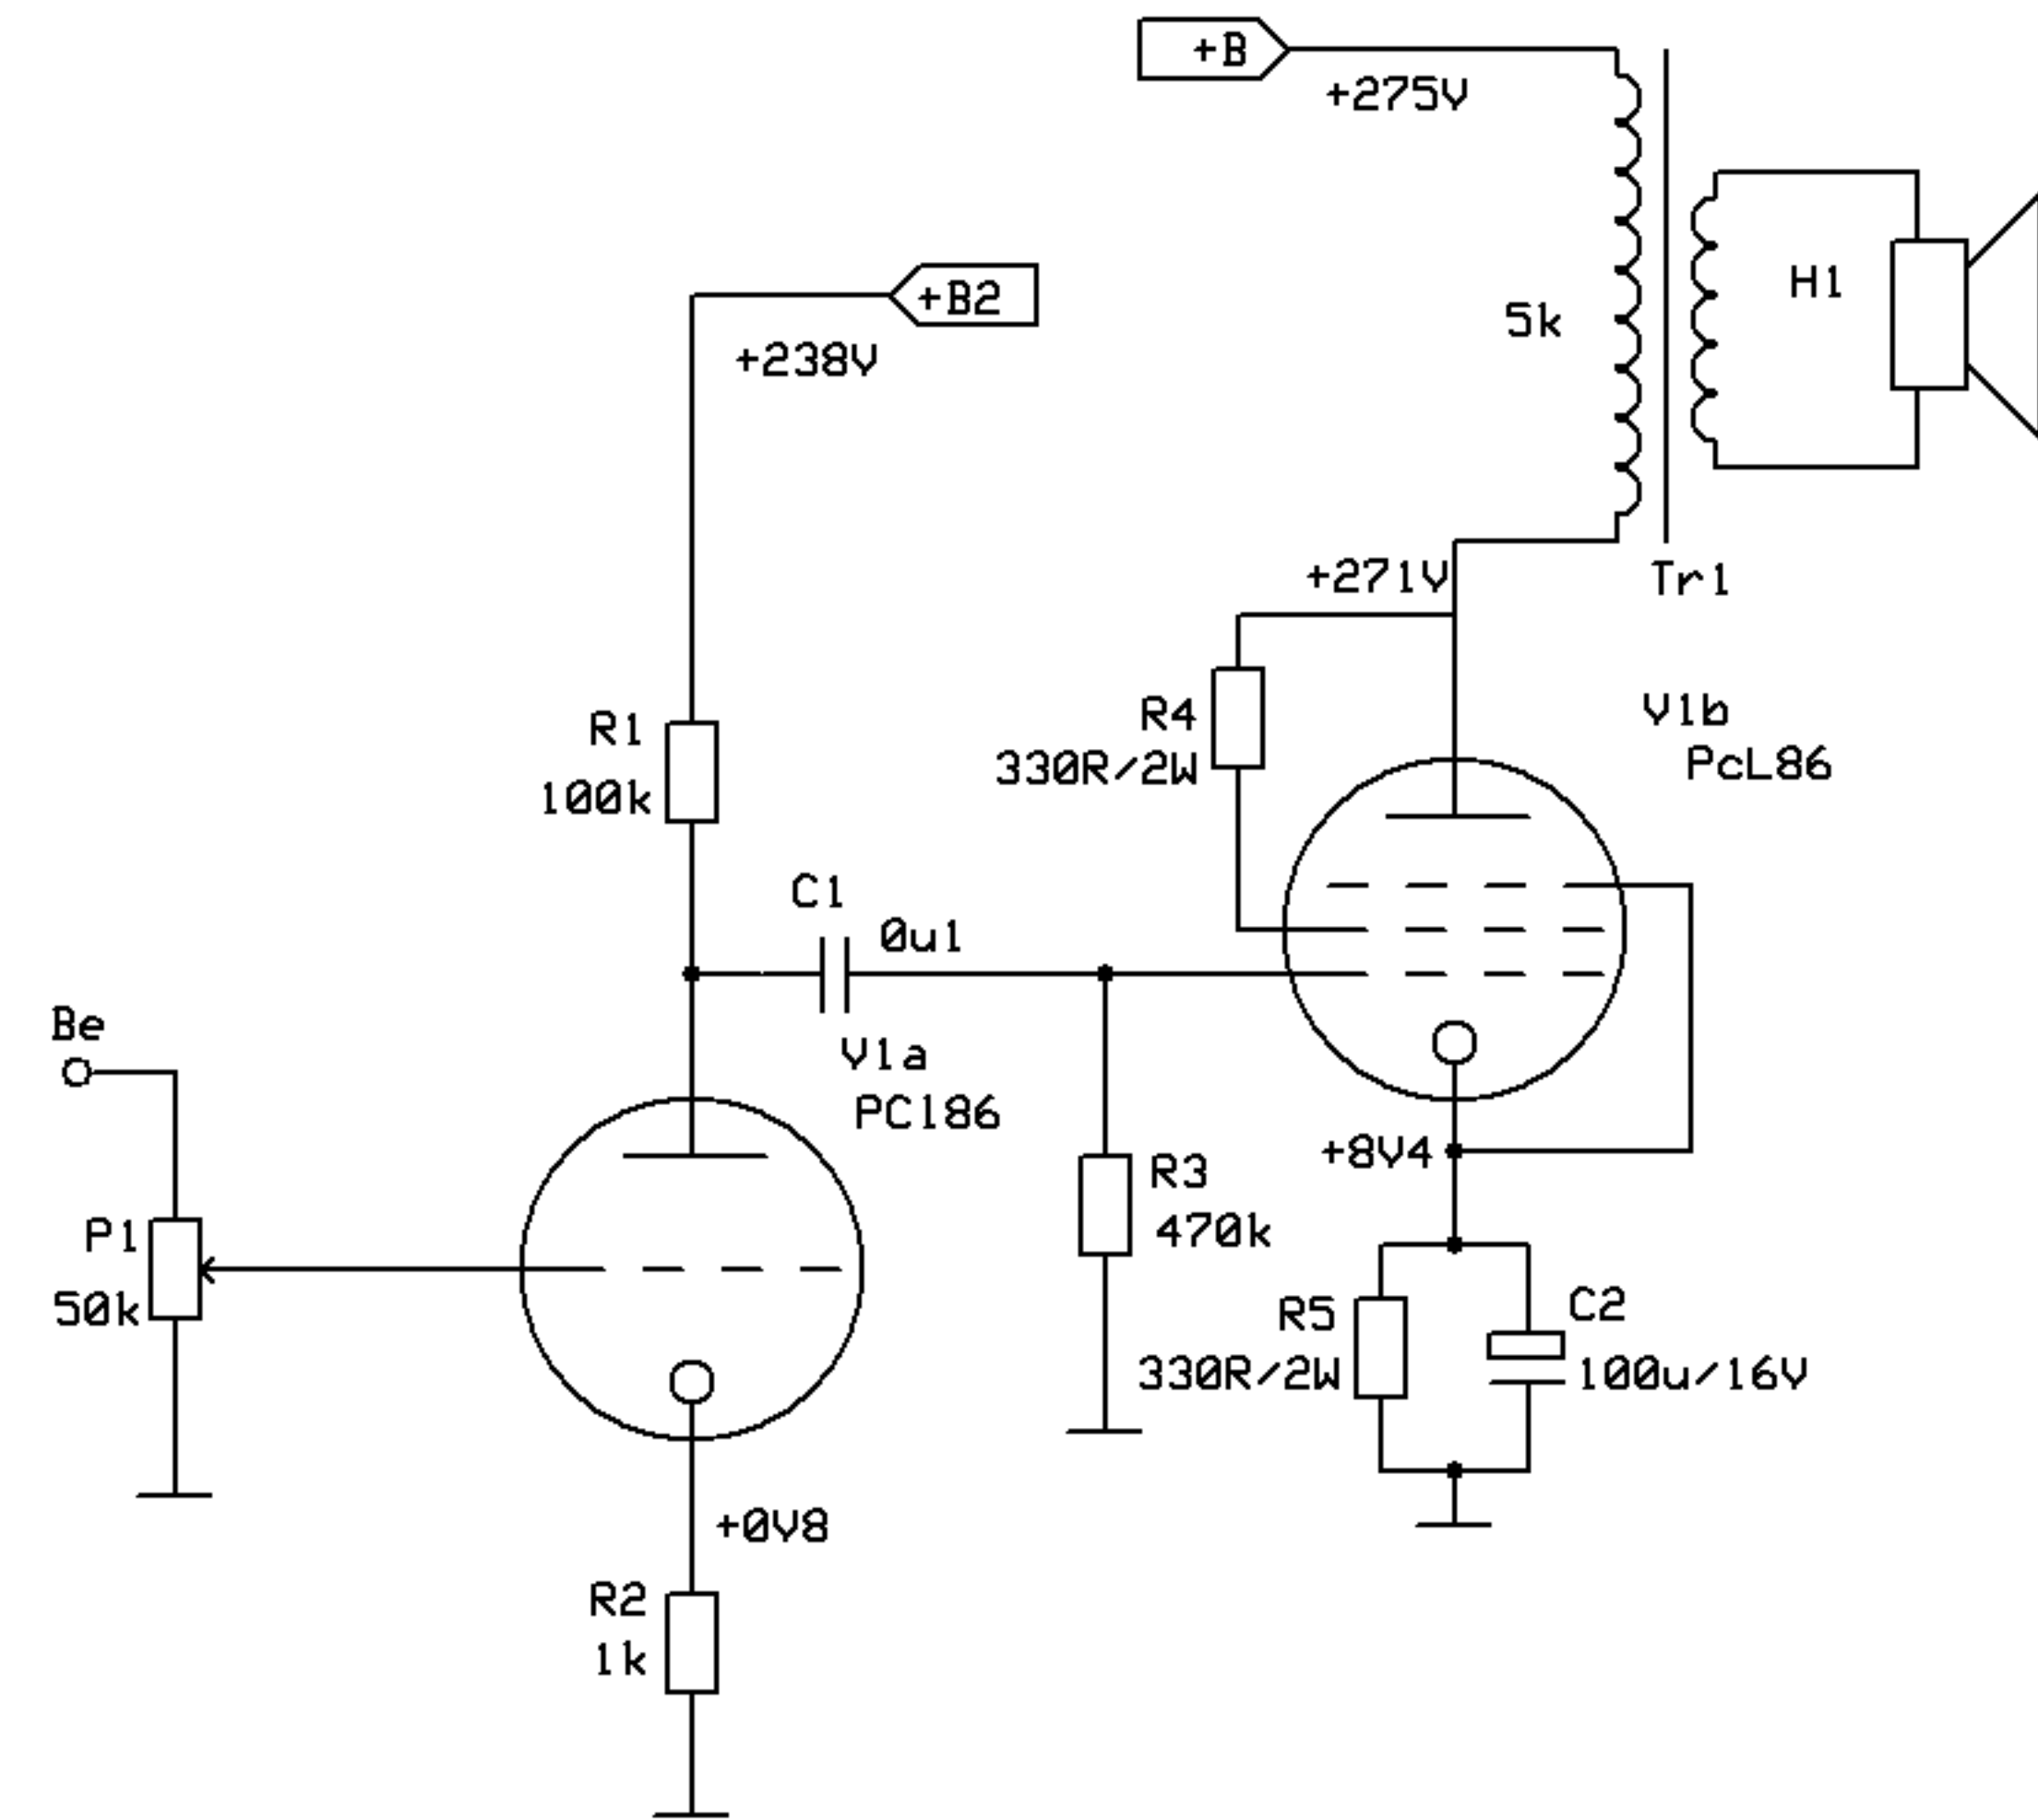 +B
+275V
+B2
+238V
5k
H1
+271V
Tr1
R1
100k
R4
330R/2W
V1b
PcL86
C1
0u1
Be
V1a
PC186
P1
50k
R3
470k
+8V4
R5
330R/2W
C2
100u/16V
+0V8
R2
1k